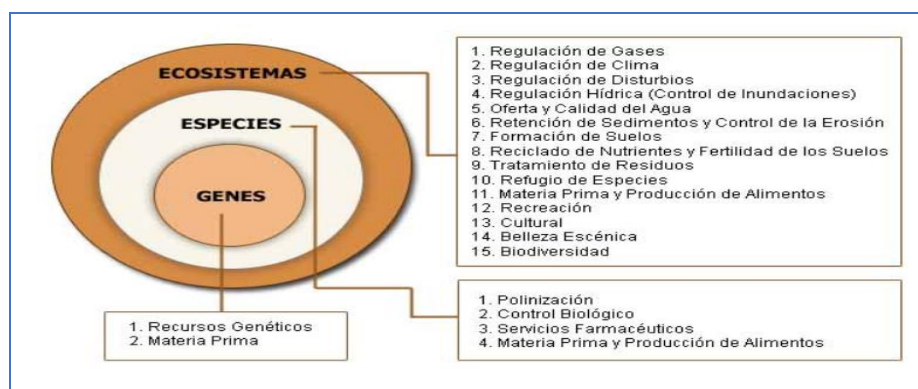 ECOSISTEMAS
ESPECIES
GENES
1. Regulación de Gases
2. Regulación de Clima
3. Regulación de Disturbios
4. Regulación Hídrica (Control de Inundaciones)
5. Oferta y Calidad del Agua
6. Retención de Sedimentos y Control de la Erosión
7. Formación de Suelos
8. Reciclado de Nutrientes y Fertilidad de los Suelos
9. Tratamiento de Residuos
10. Refugio de Especies
11. Materia Prima y Producción de Alimentos
12. Recreación
13. Cultural
14. Belleza Escénica
15. Biodiversidad
1. Polinización
2. Control Biológico
3. Servicios Farmacéuticos
4. Materia Prima y Producción de Alimentos
1. Recursos Genéticos
2. Materia Prima